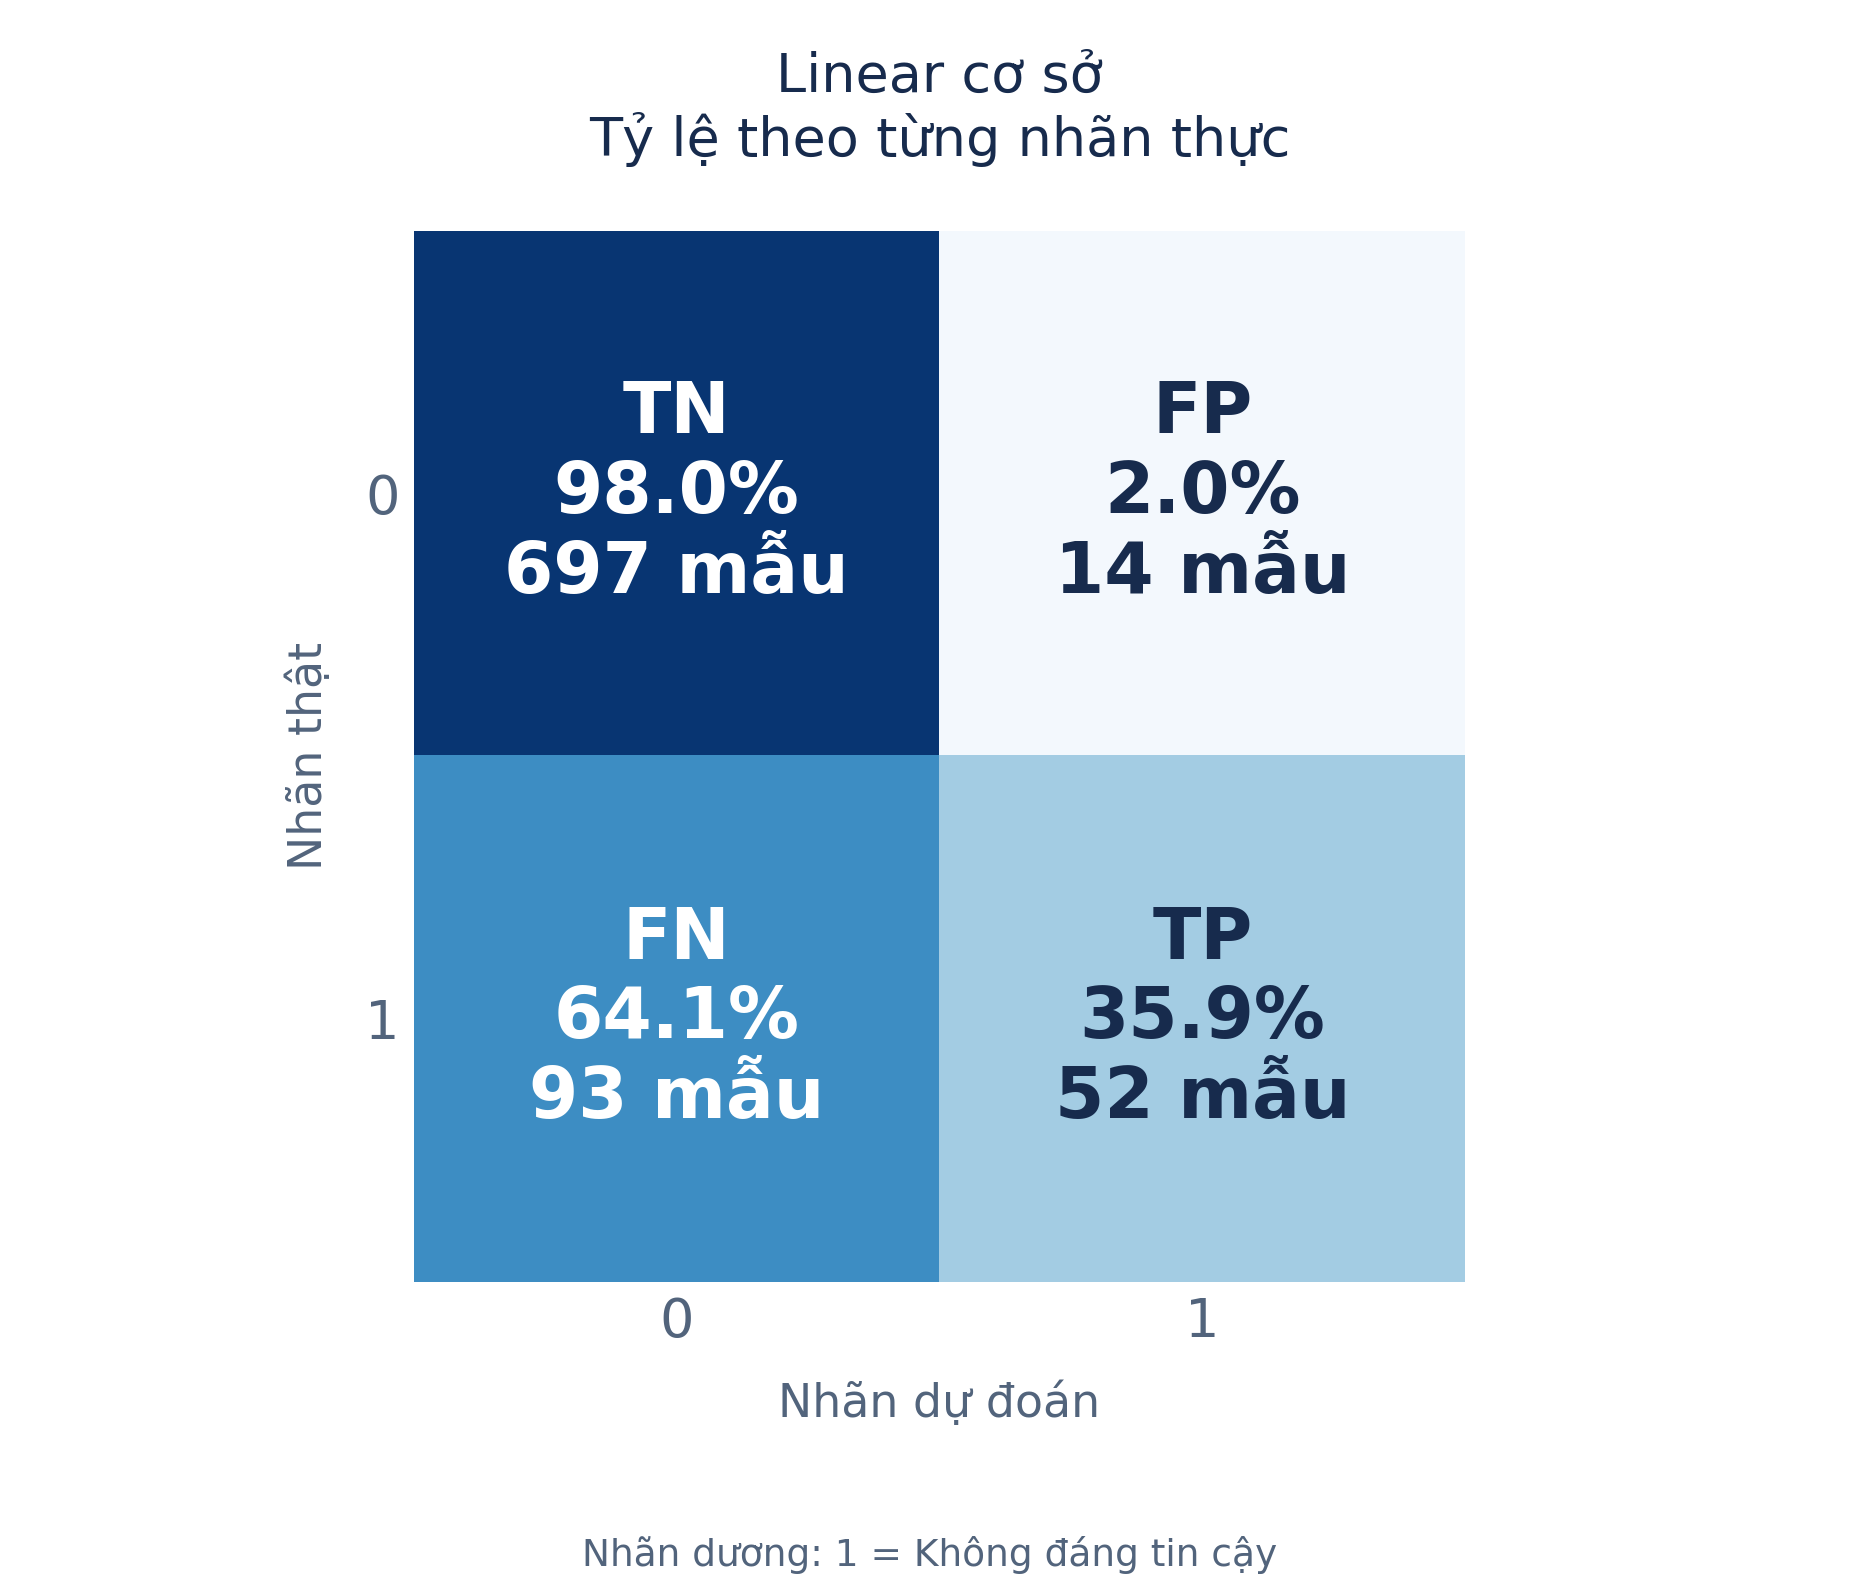 Linear cơ sở
Tỷ lệ theo từng nhãn thực
TN
98.0%
697 mẫu
FP
2.0%
14 mẫu
0
Nhãn thật
FN
64.1%
93 mẫu
TP
35.9%
52 mẫu
1
0
1
Nhãn dự đoán
Nhãn dương: 1 = Không đáng tin cậy